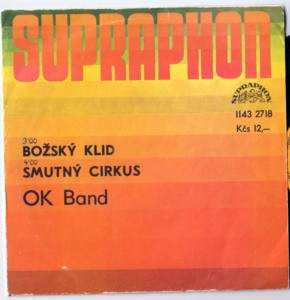 SUPRAPHON
SUPRAPHON
1143 2718
Kčs 12,–
3'00
BOŽSKÝ KLID
4'00
SMUTNÝ CIRKUS
OK Band